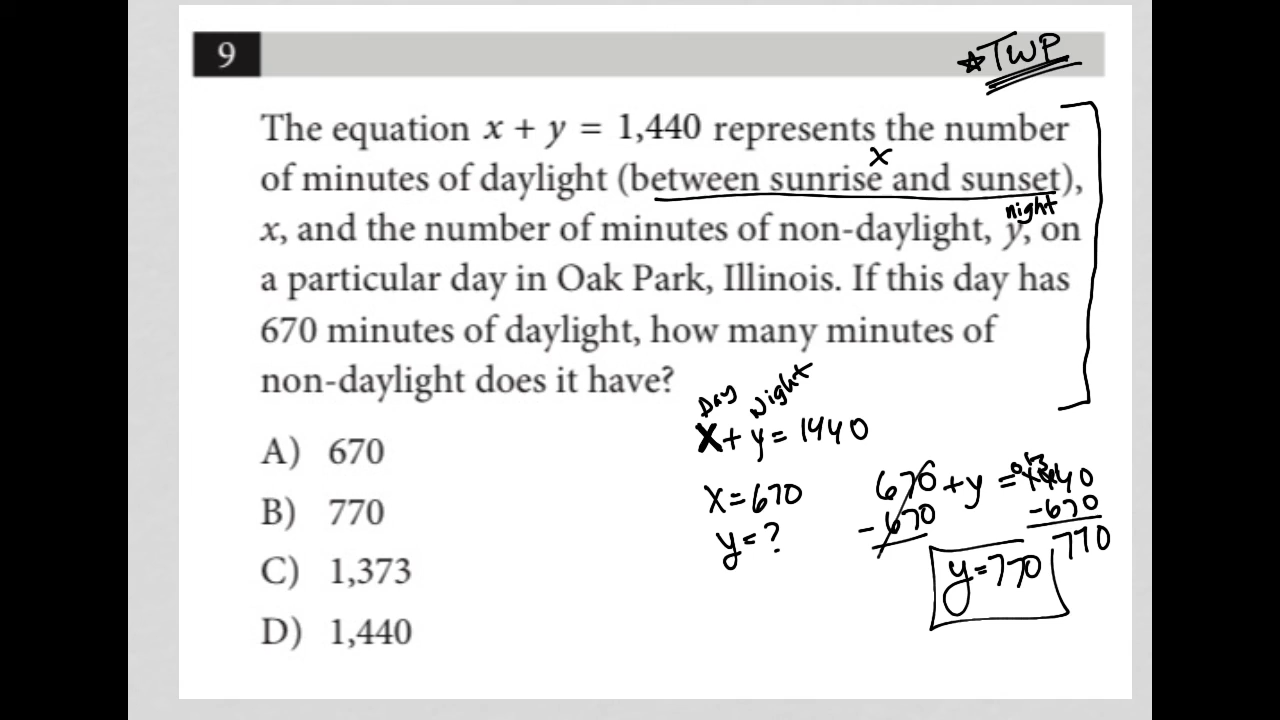 9
☆TWP
The equation x + y = 1,440 represents the number
x
of minutes of daylight (between sunrise and sunset),
night
x, and the number of minutes of non-daylight, y, on
a particular day in Oak Park, Illinois. If this day has
670 minutes of daylight, how many minutes of
non-daylight does it have?
A) 670
B) 770
C) 1,373
D) 1,440
Day Night
x + y = 1440
x = 670
y = ?
0 13
670 + y = 1440
- 670 - 670
770
y = 770